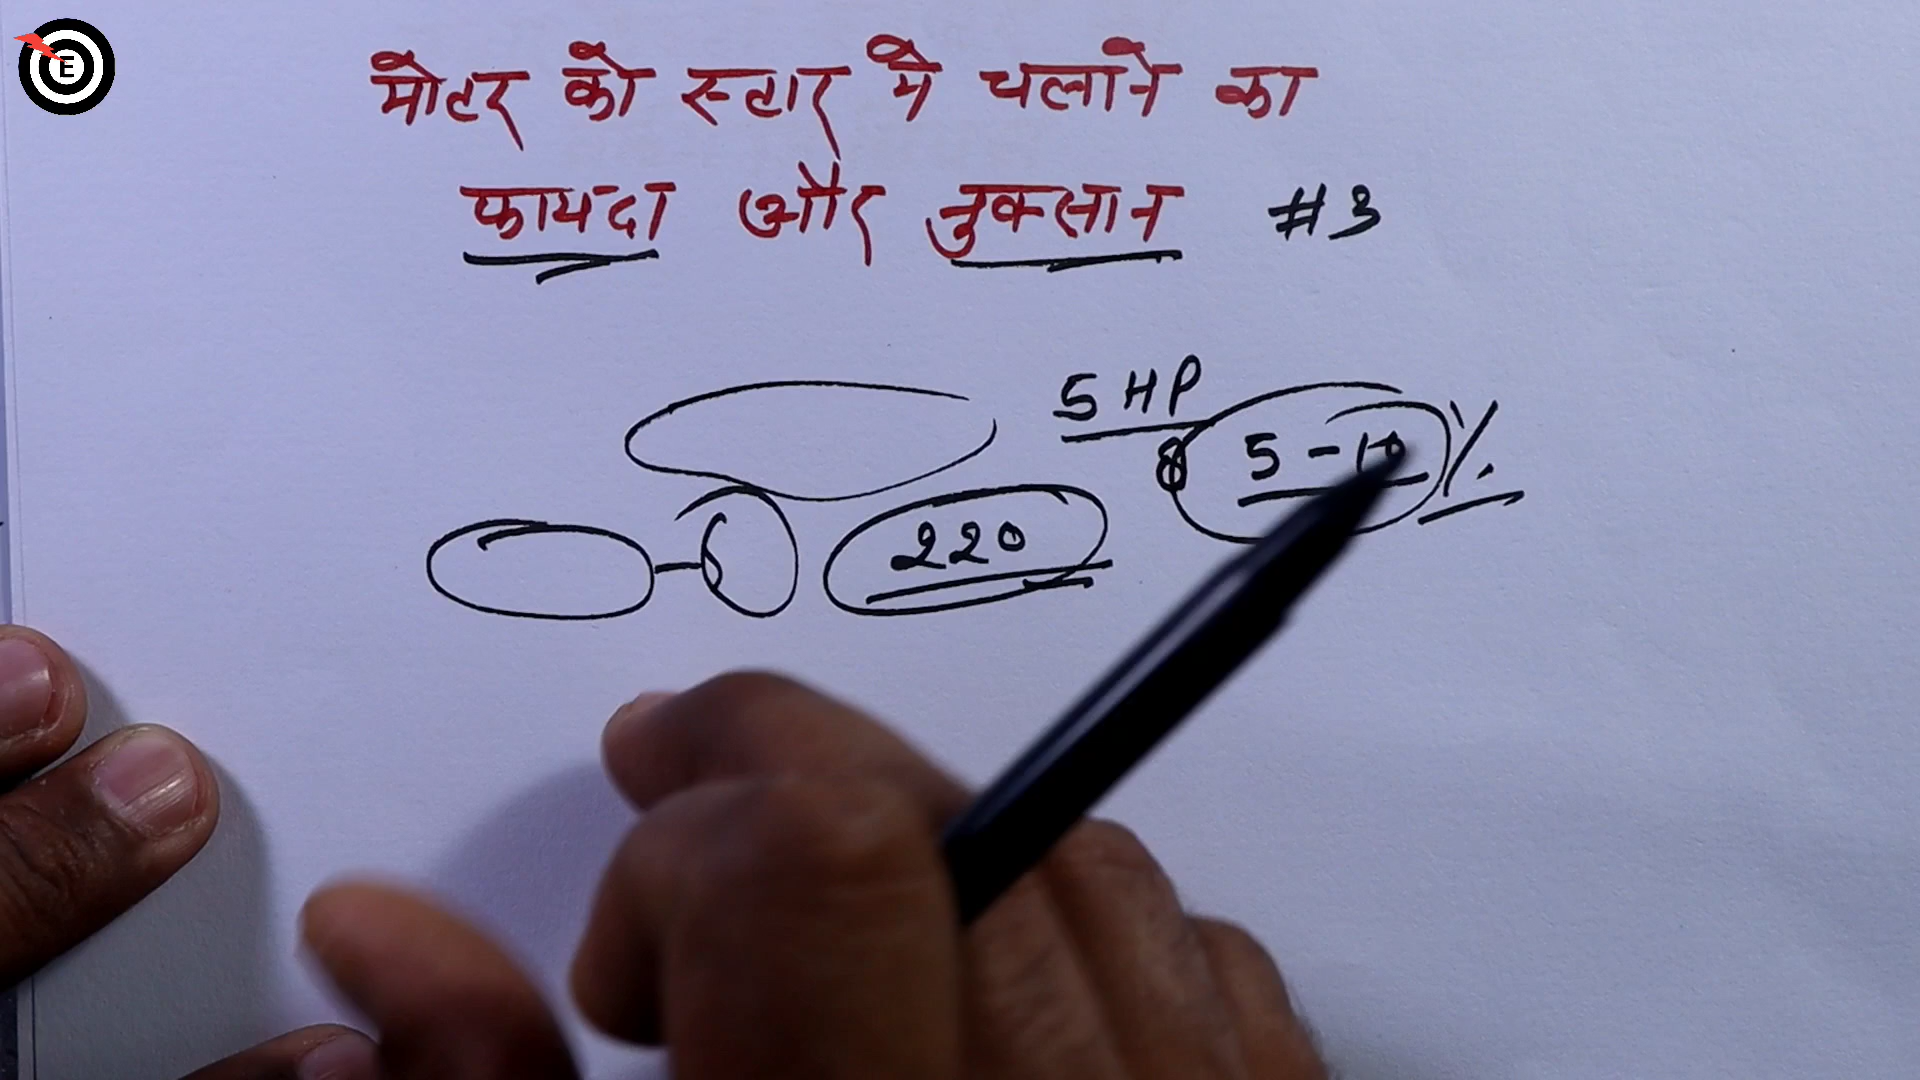 E
मोटर को स्टार मे चलाने का
फायदा और नुकसान #3
5 HP
5-10 %
220